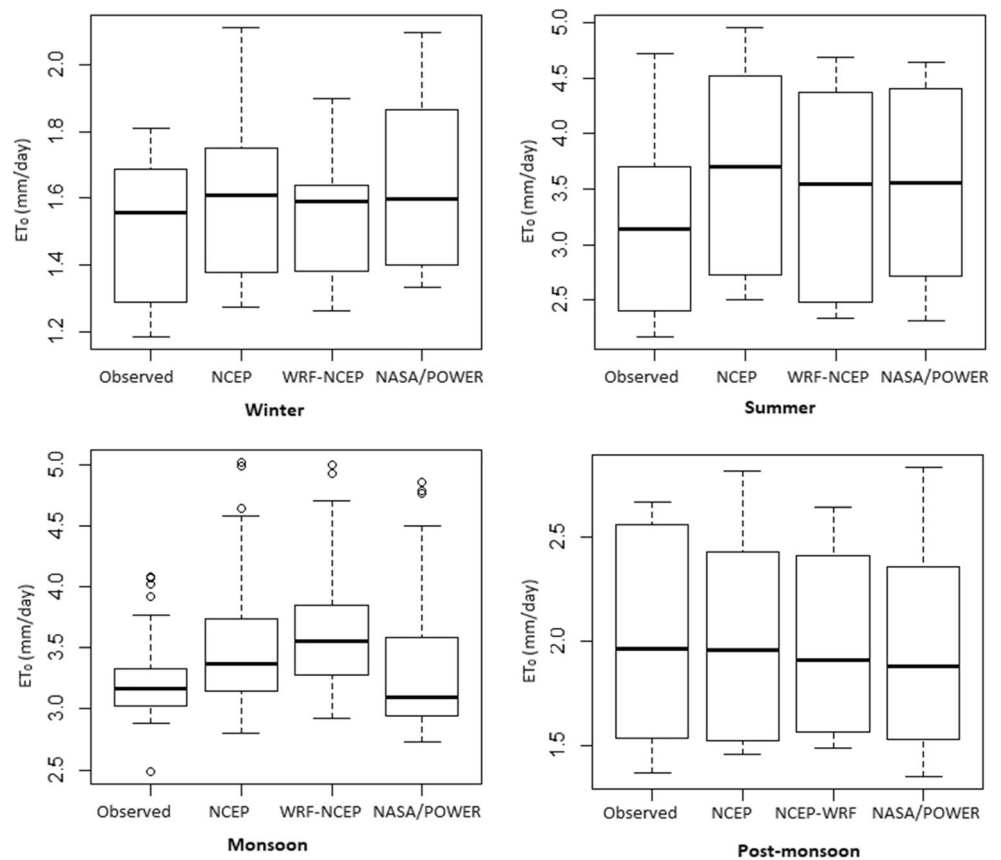 ET₀ (mm/day)
2.0
1.8
1.6
1.4
1.2
Observed NCEP WRF-NCEP NASA/POWER
Winter
ET₀ (mm/day)
5.0
4.5
4.0
3.5
3.0
2.5
Observed NCEP WRF-NCEP NASA/POWER
Summer
ET₀ (mm/day)
5.0
4.5
4.0
3.5
3.0
2.5
Observed NCEP WRF-NCEP NASA/POWER
Monsoon
ET₀ (mm/day)
2.5
2.0
1.5
Observed NCEP NCEP-WRF NASA/POWER
Post-monsoon